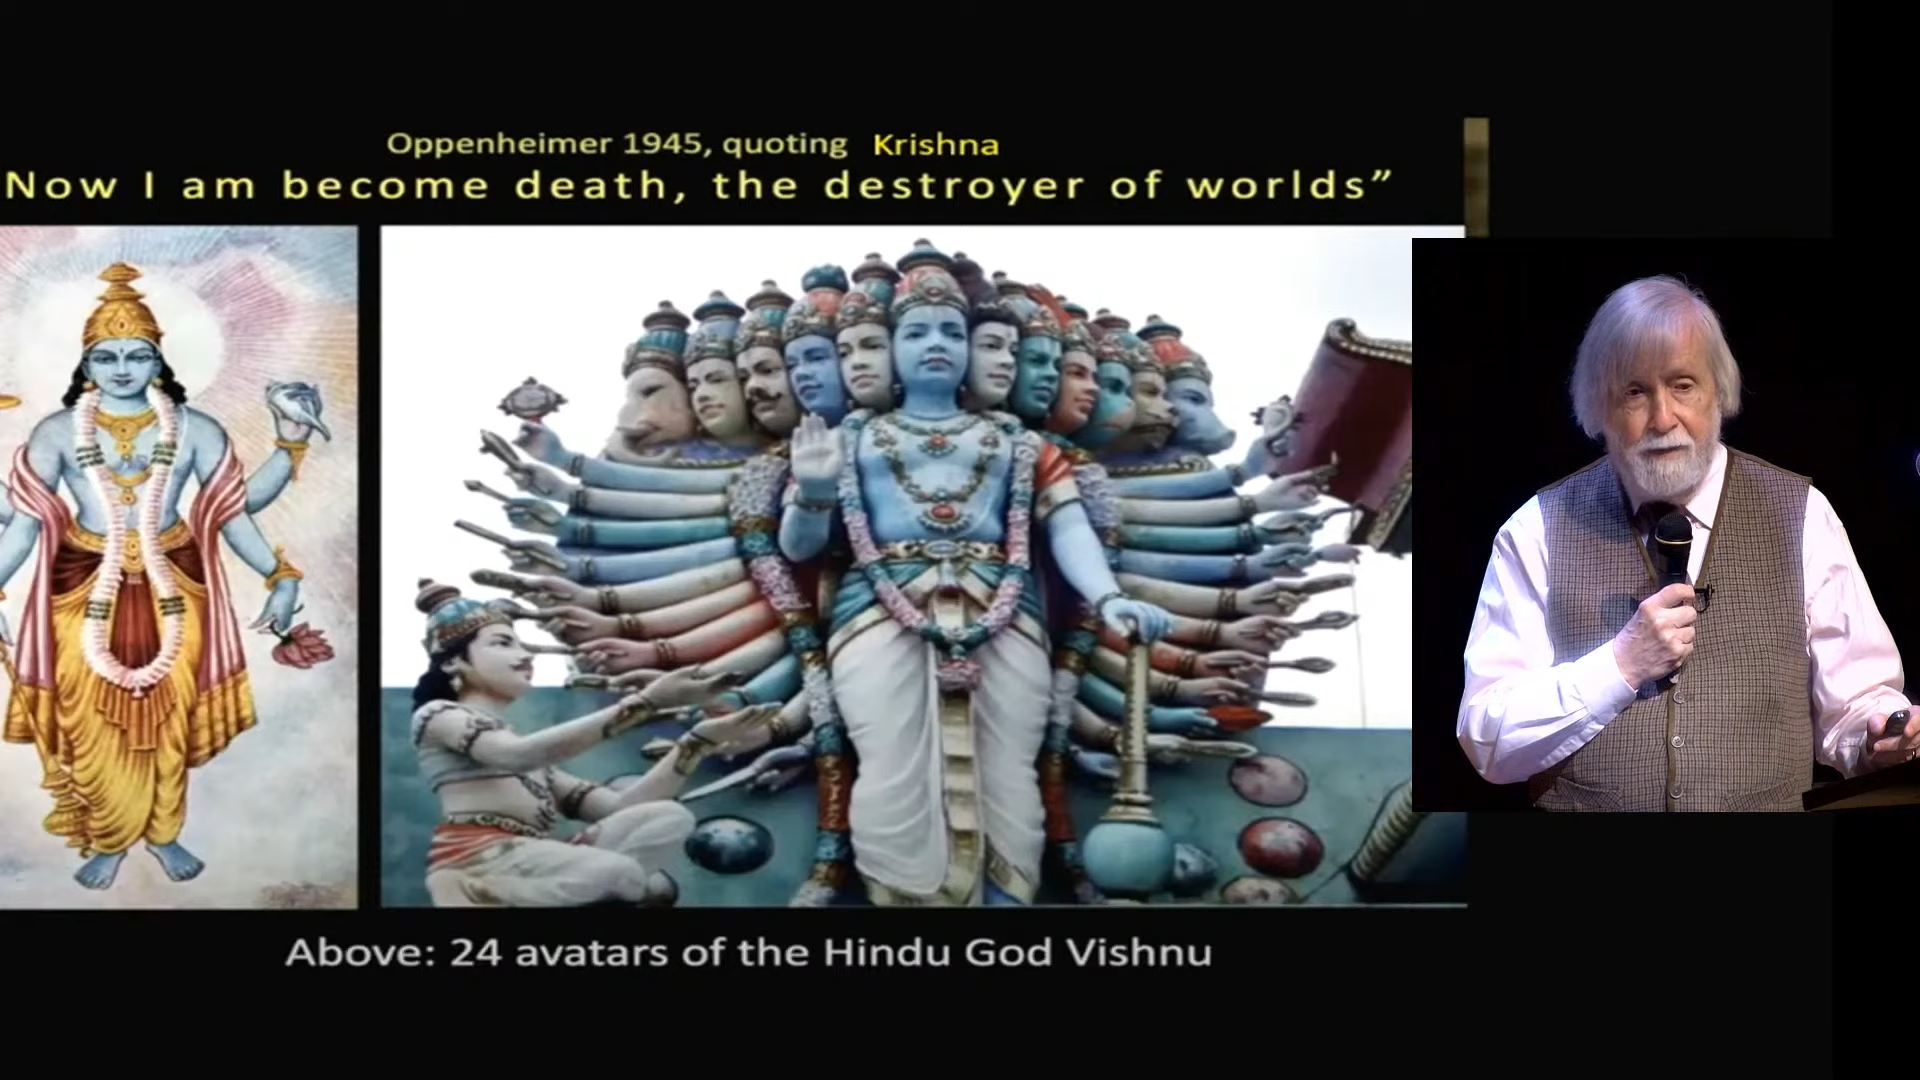 Oppenheimer 1945, quoting Krishna
Now I am become death, the destroyer of worlds”
Above: 24 avatars of the Hindu God Vishnu